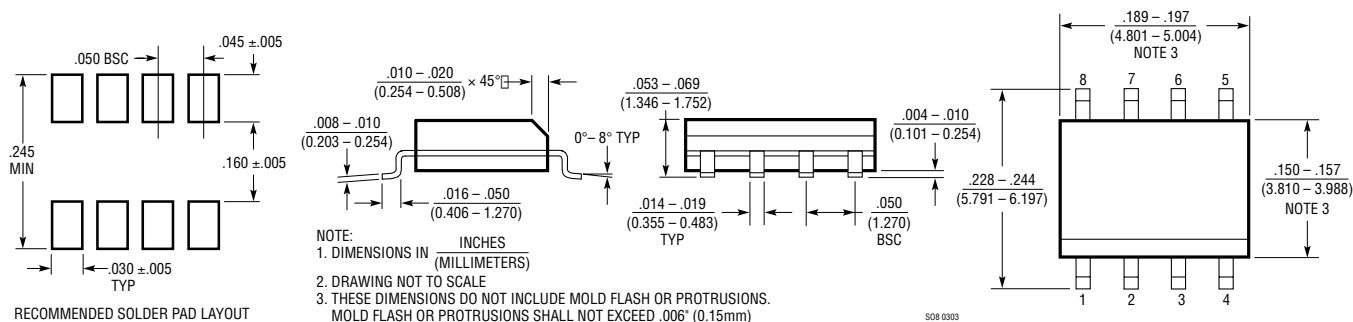 .050 BSC
.045 ±.005
.245
MIN
.160 ±.005
.030 ±.005
TYP
RECOMMENDED SOLDER PAD LAYOUT
.010 – .020
(0.254 – 0.508)
× 45°
.008 – .010
(0.203 – 0.254)
0°– 8° TYP
.016 – .050
(0.406 – 1.270)
.053 – .069
(1.346 – 1.752)
.004 – .010
(0.101 – 0.254)
.014 – .019
(0.355 – 0.483)
TYP
.050
(1.270)
BSC
NOTE:
1. DIMENSIONS IN INCHES
(MILLIMETERS)
2. DRAWING NOT TO SCALE
3. THESE DIMENSIONS DO NOT INCLUDE MOLD FLASH OR PROTRUSIONS.
MOLD FLASH OR PROTRUSIONS SHALL NOT EXCEED .006" (0.15mm)
.189 – .197
(4.801 – 5.004)
NOTE 3
8 7 6 5
.228 – .244
(5.791 – 6.197)
.150 – .157
(3.810 – 3.988)
NOTE 3
1 2 3 4
SO8 0303